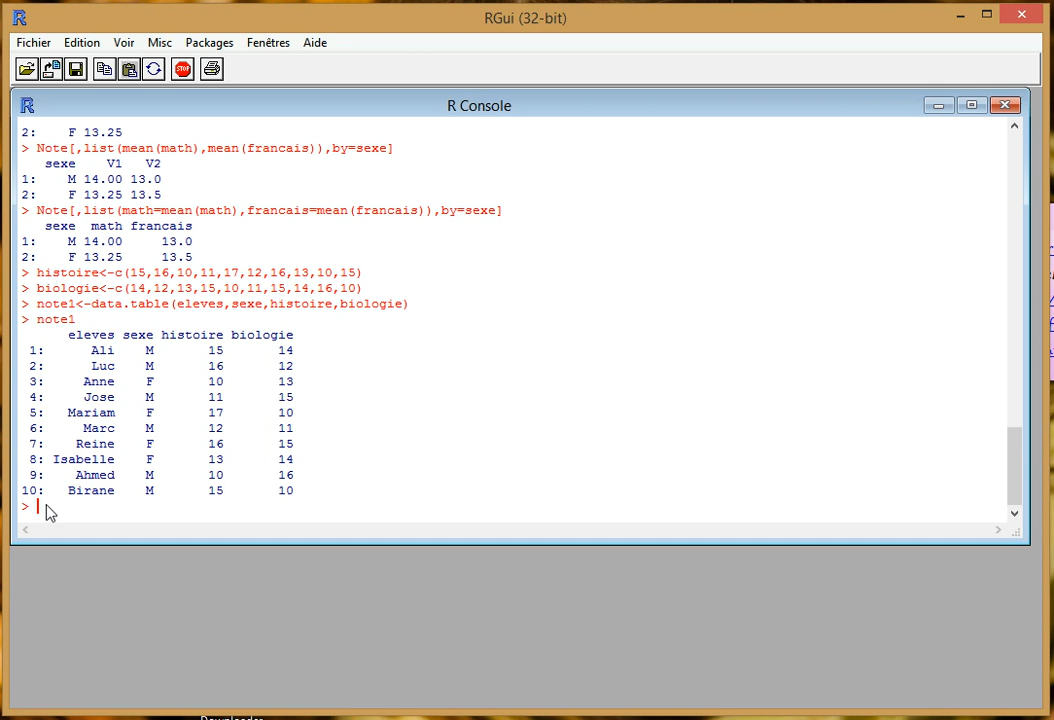 RGui (32-bit)
Fichier Edition Voir Misc Packages Fenêtres Aide
STOP
R Console
2:    F 13.25
> Note[,list(mean(math),mean(francais)),by=sexe]
   sexe    V1   V2
1:    M 14.00 13.0
2:    F 13.25 13.5
> Note[,list(math=mean(math),francais=mean(francais)),by=sexe]
   sexe  math francais
1:    M 14.00     13.0
2:    F 13.25     13.5
> histoire<-c(15,16,10,11,17,12,16,13,10,15)
> biologie<-c(14,12,13,15,10,11,15,14,16,10)
> note1<-data.table(eleves,sexe,histoire,biologie)
> note1
      eleves sexe histoire biologie
 1:      Ali    M       15       14
 2:      Luc    M       16       12
 3:     Anne    F       10       13
 4:     Jose    M       11       15
 5:   Mariam    F       17       10
 6:     Marc    M       12       11
 7:    Reine    F       16       15
 8: Isabelle    F       13       14
 9:    Ahmed    M       10       16
10:   Birane    M       15       10
>